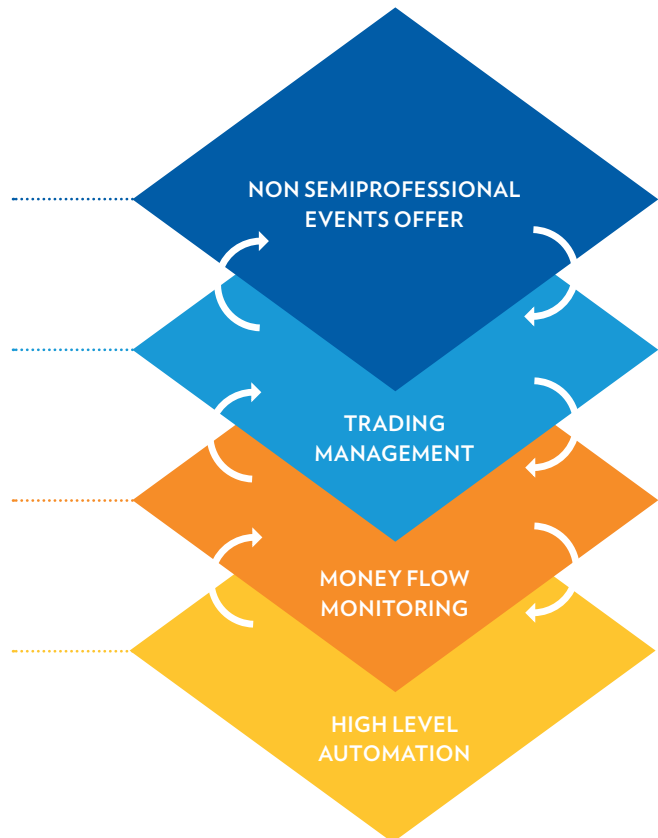 NON SEMIPROFESSIONAL
EVENTS OFFER
TRADING
MANAGEMENT
MONEY FLOW
MONITORING
HIGH LEVEL
AUTOMATION